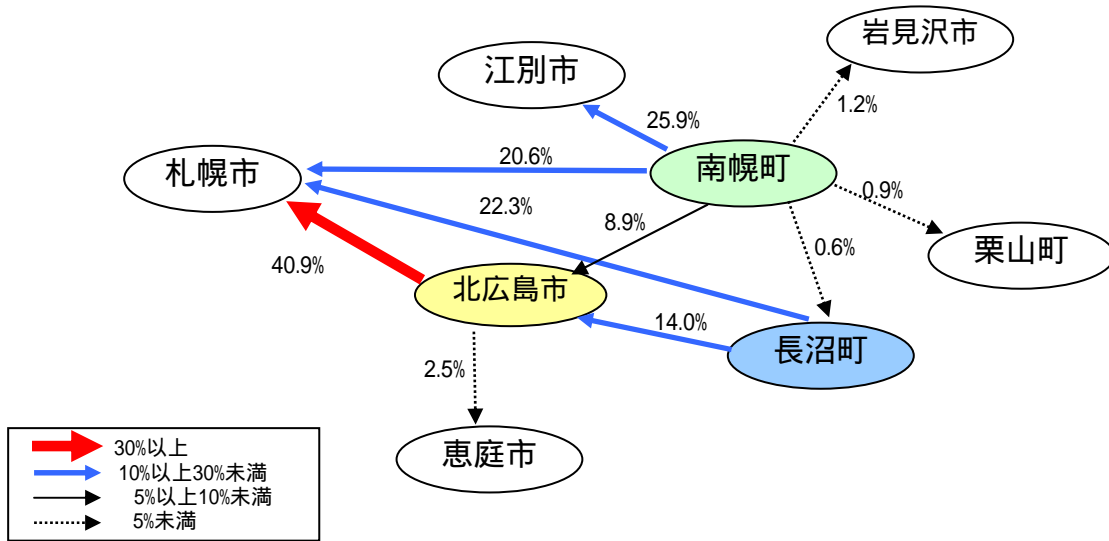 岩見沢市
江別市
1.2%
25.9%
20.6%
南幌町
札幌市
0.9%
22.3%
8.9%
栗山町
0.6%
40.9%
北広島市
14.0%
長沼町
2.5%
恵庭市
30%以上
10%以上30%未満
5%以上10%未満
5%未満